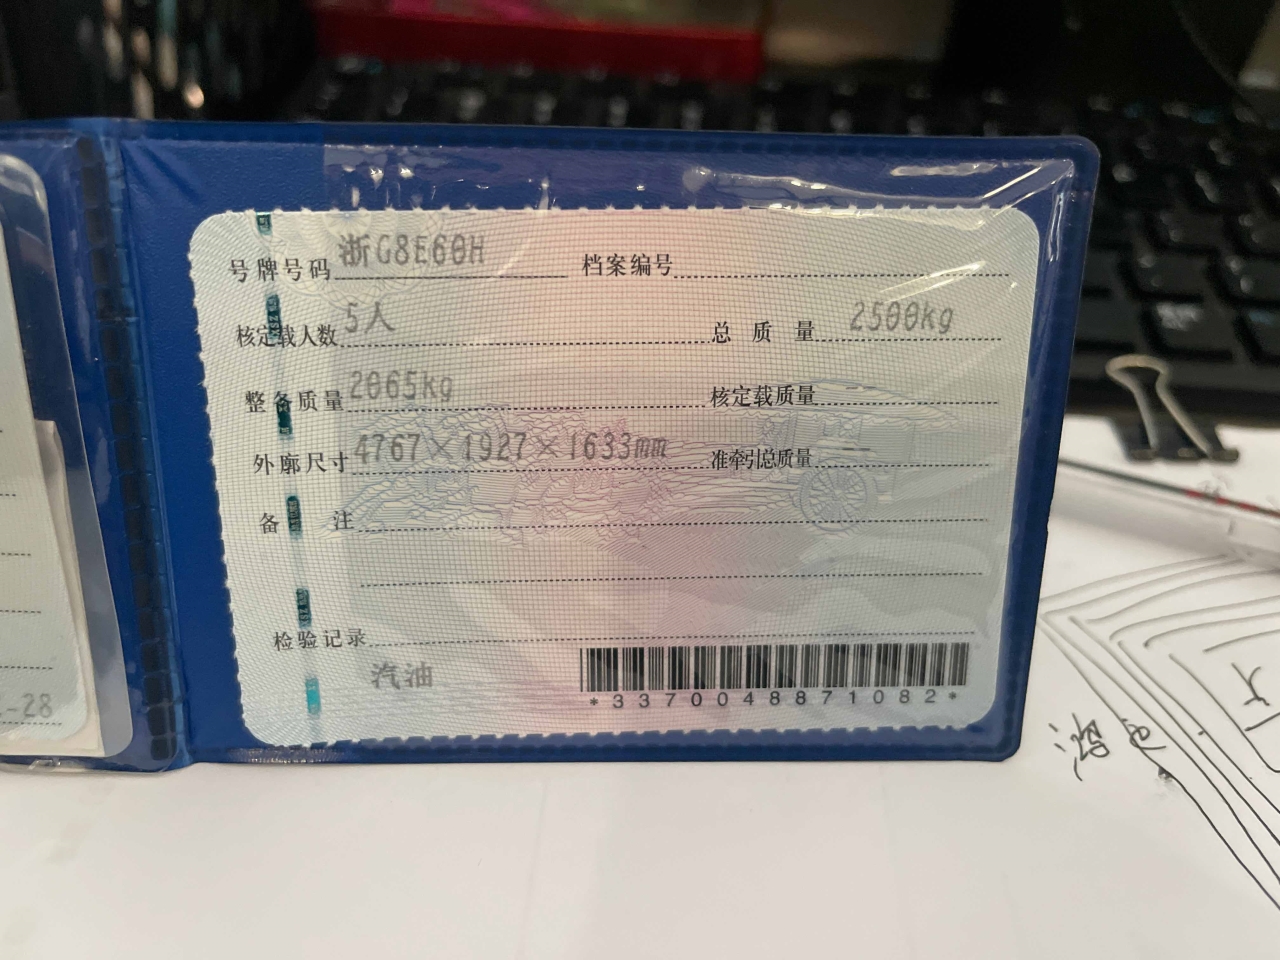 号牌号码 浙G8E60H 档案编号
核定载人数 5人 总质量 2500kg
整备质量 2065kg 核定载质量 --
外廓尺寸 4767×1927×1633mm 准牵引总质量 --
备注
检验记录
汽油
*3370048871082*
-28